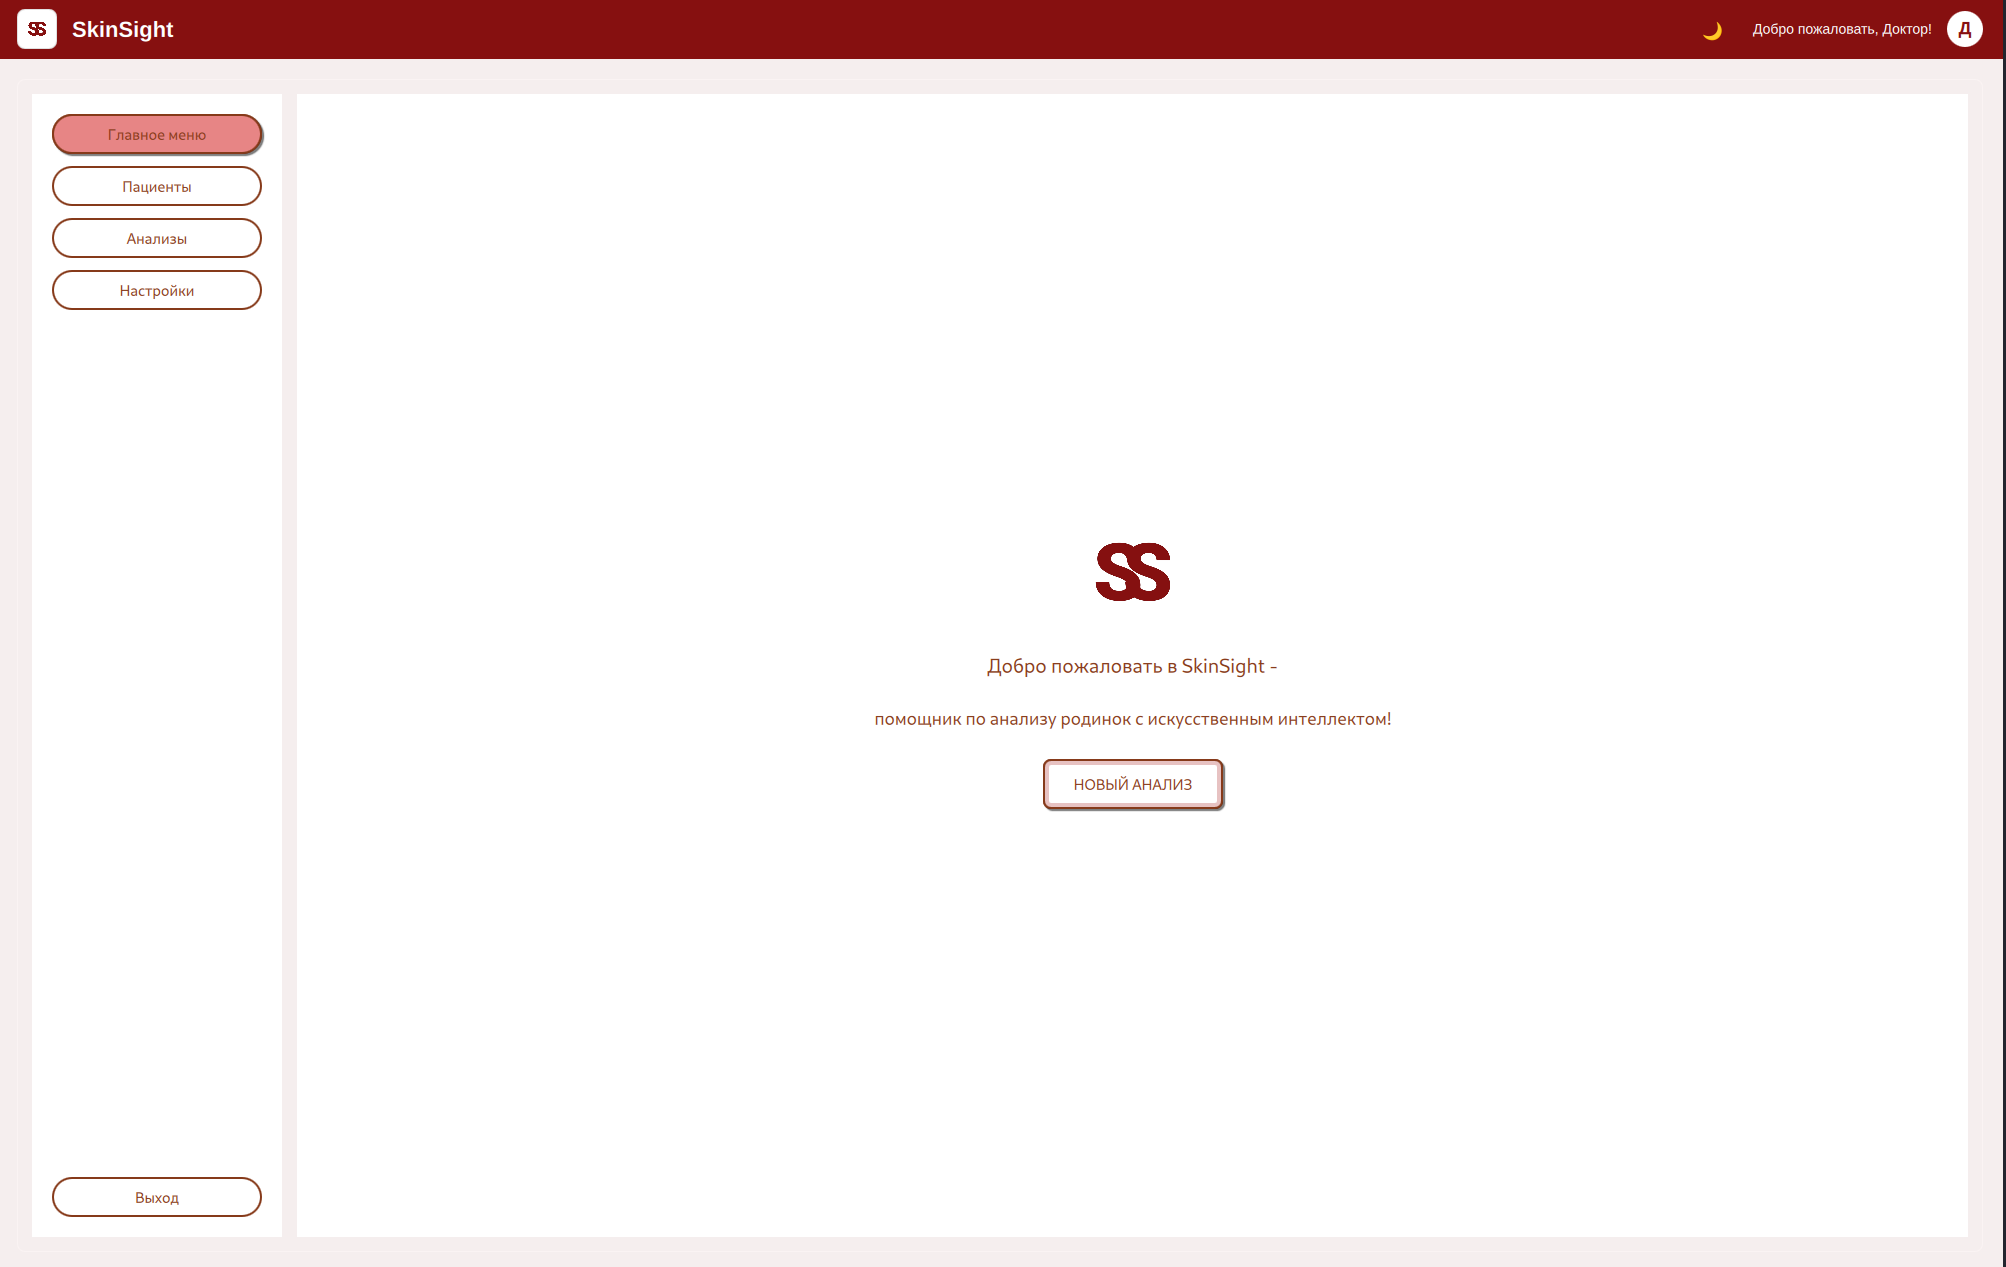 SS
SkinSight
Добро пожаловать, Доктор!
Д
Главное меню
Пациенты
Анализы
Настройки
SS
Добро пожаловать в SkinSight -
помощник по анализу родинок с искусственным интеллектом!
НОВЫЙ АНАЛИЗ
Выход